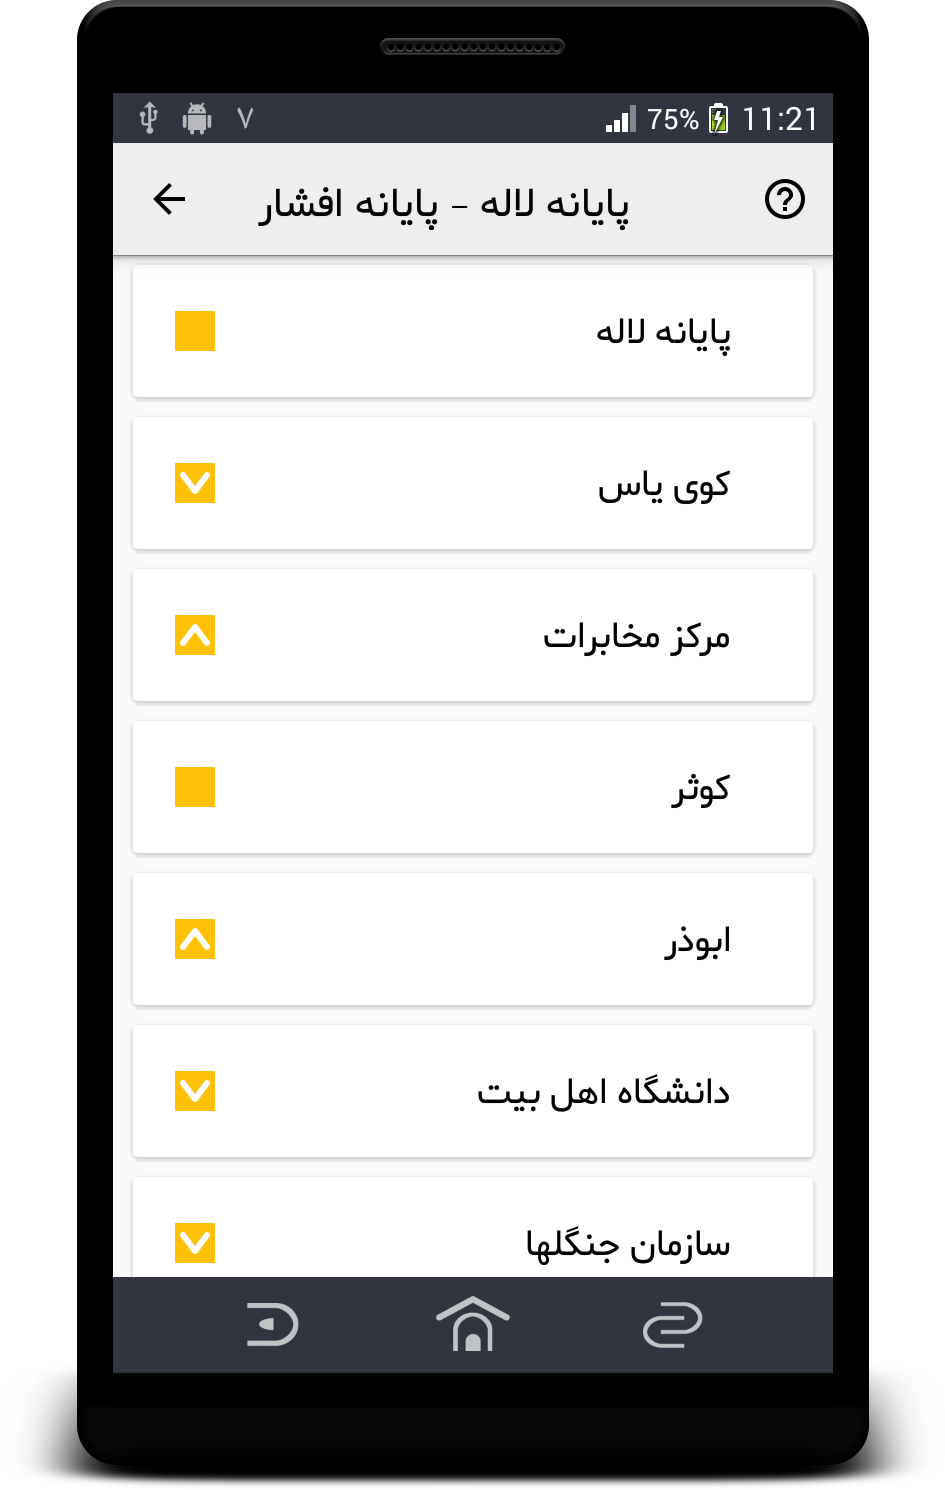 75% 11:21
پایانه لاله - پایانه افشار
پایانه لاله
کوی یاس
مرکز مخابرات
کوثر
ابوذر
دانشگاه اهل بیت
سازمان جنگلها